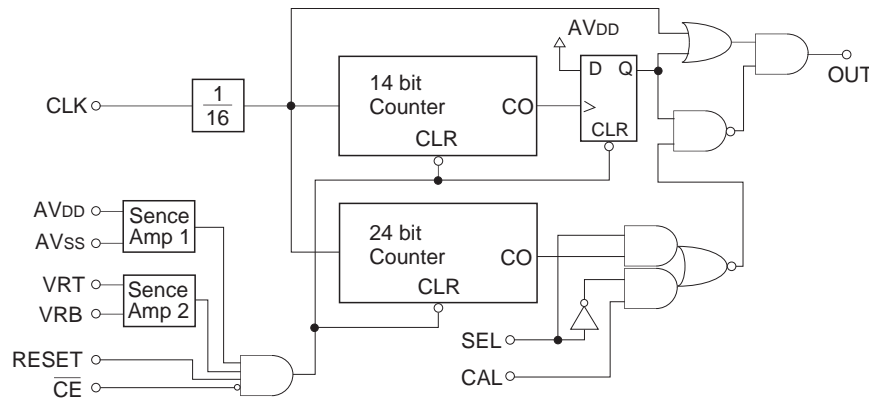 AVDD
D Q
OUT
CLK
1
16
14 bit
Counter
CO
CLR
CLR
AVDD
AVSS
Sence
Amp 1
24 bit
Counter
CO
CLR
VRT
VRB
Sence
Amp 2
SEL
RESET
CE
CAL